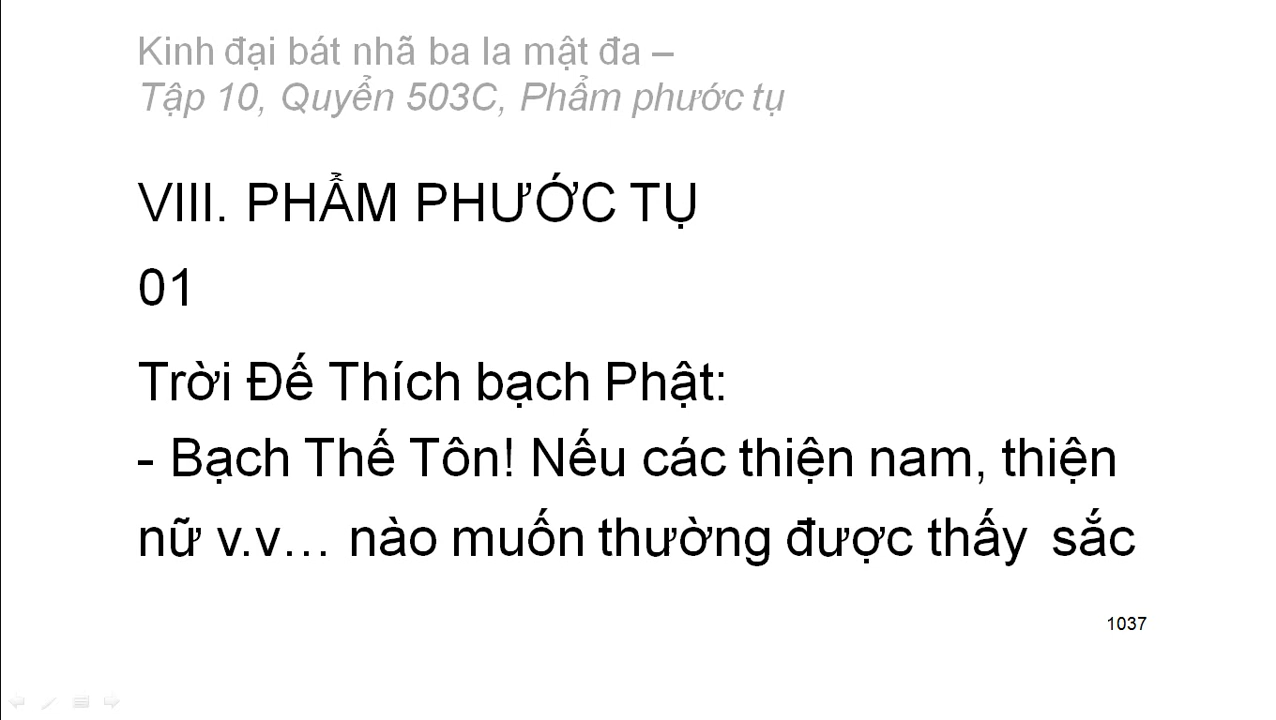 Kinh đại bát nhã ba la mật đa –
Tập 10, Quyển 503C, Phẩm phước tụ
VIII. PHẨM PHƯỚC TỤ
01
Trời Đế Thích bạch Phật:
- Bạch Thế Tôn! Nếu các thiện nam, thiện
nữ v.v… nào muốn thường được thấy sắc
1037